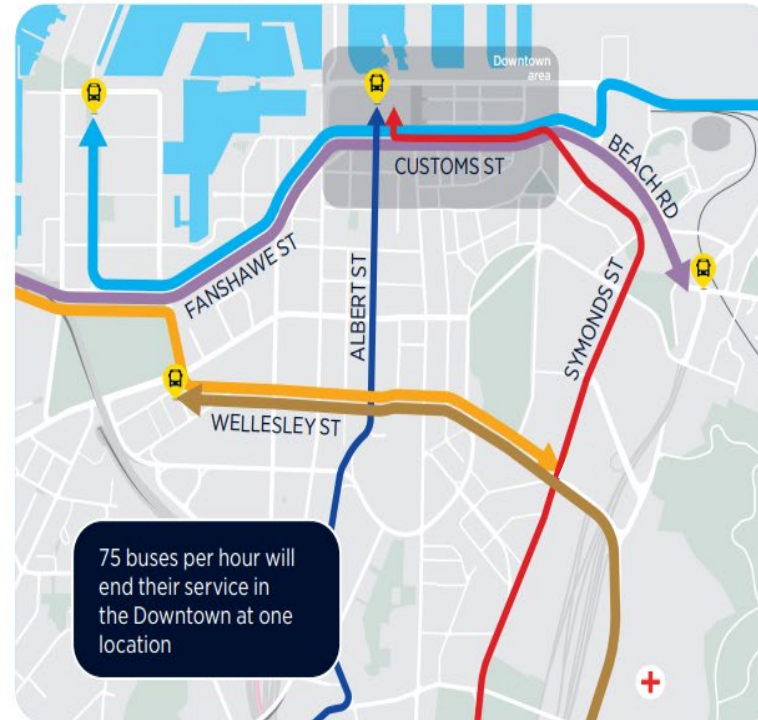 Downtown
area
CUSTOMS ST
BEACH RD
FANSHAWE ST
ALBERT ST
SYMONDS ST
WELLESLEY ST
75 buses per hour will
end their service in
the Downtown at one
location